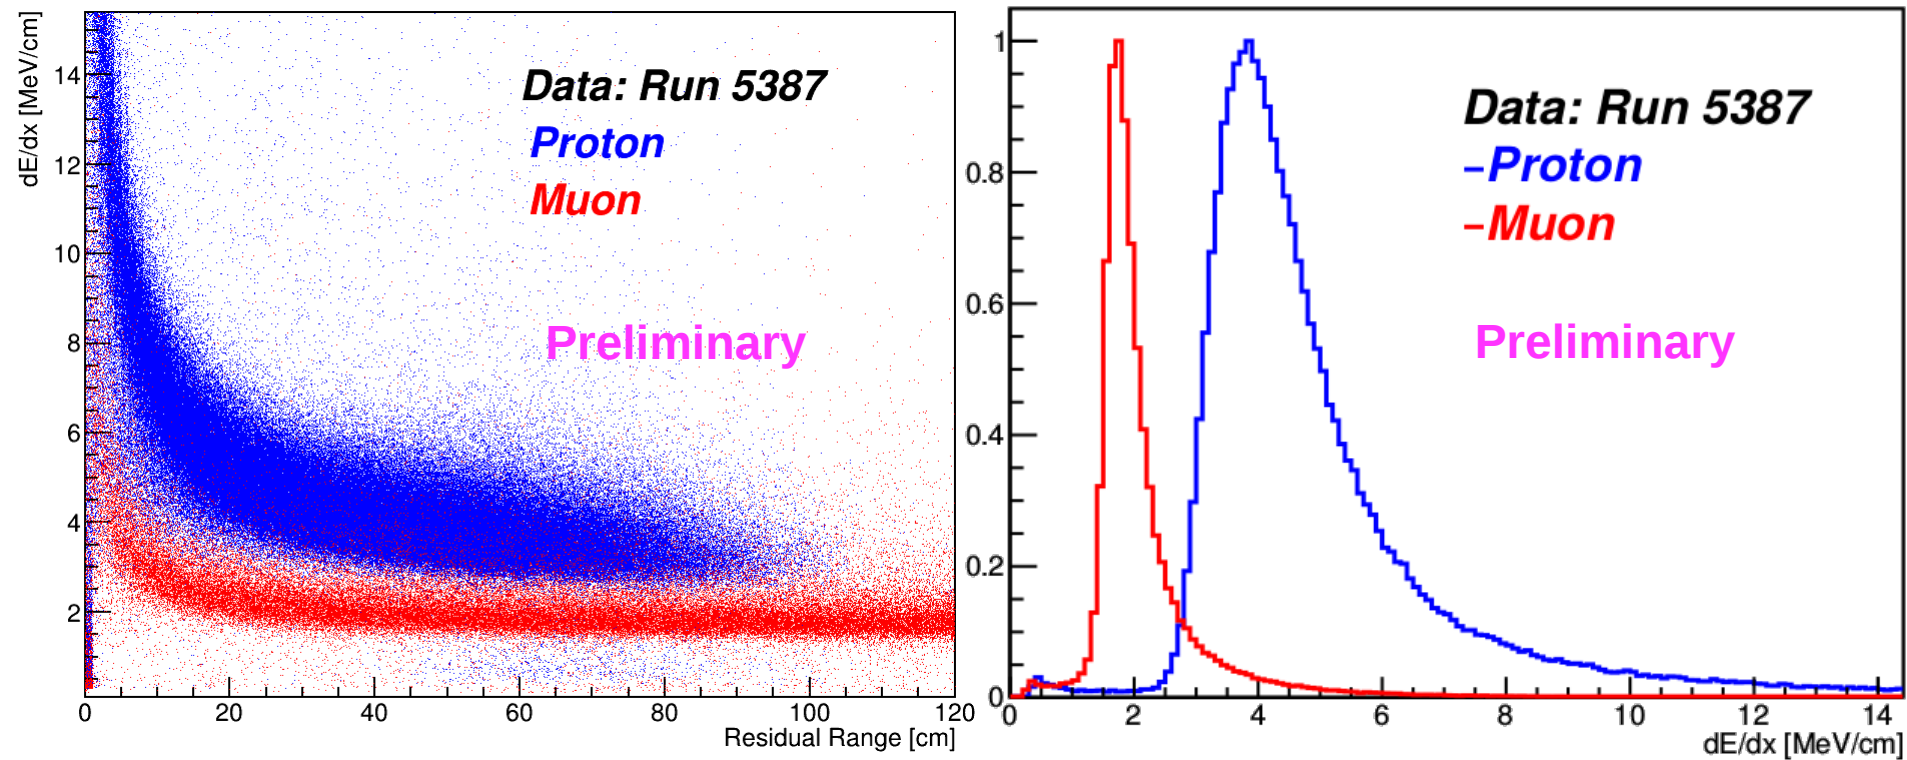 dE/dx [MeV/cm]
14
12
10
8
6
4
2
0
20
40
60
80
100
120
Residual Range [cm]
Data: Run 5387
Proton
Muon
Preliminary
1
0.8
0.6
0.4
0.2
0
0
2
4
6
8
10
12
14
dE/dx [MeV/cm]
Data: Run 5387
–Proton
–Muon
Preliminary